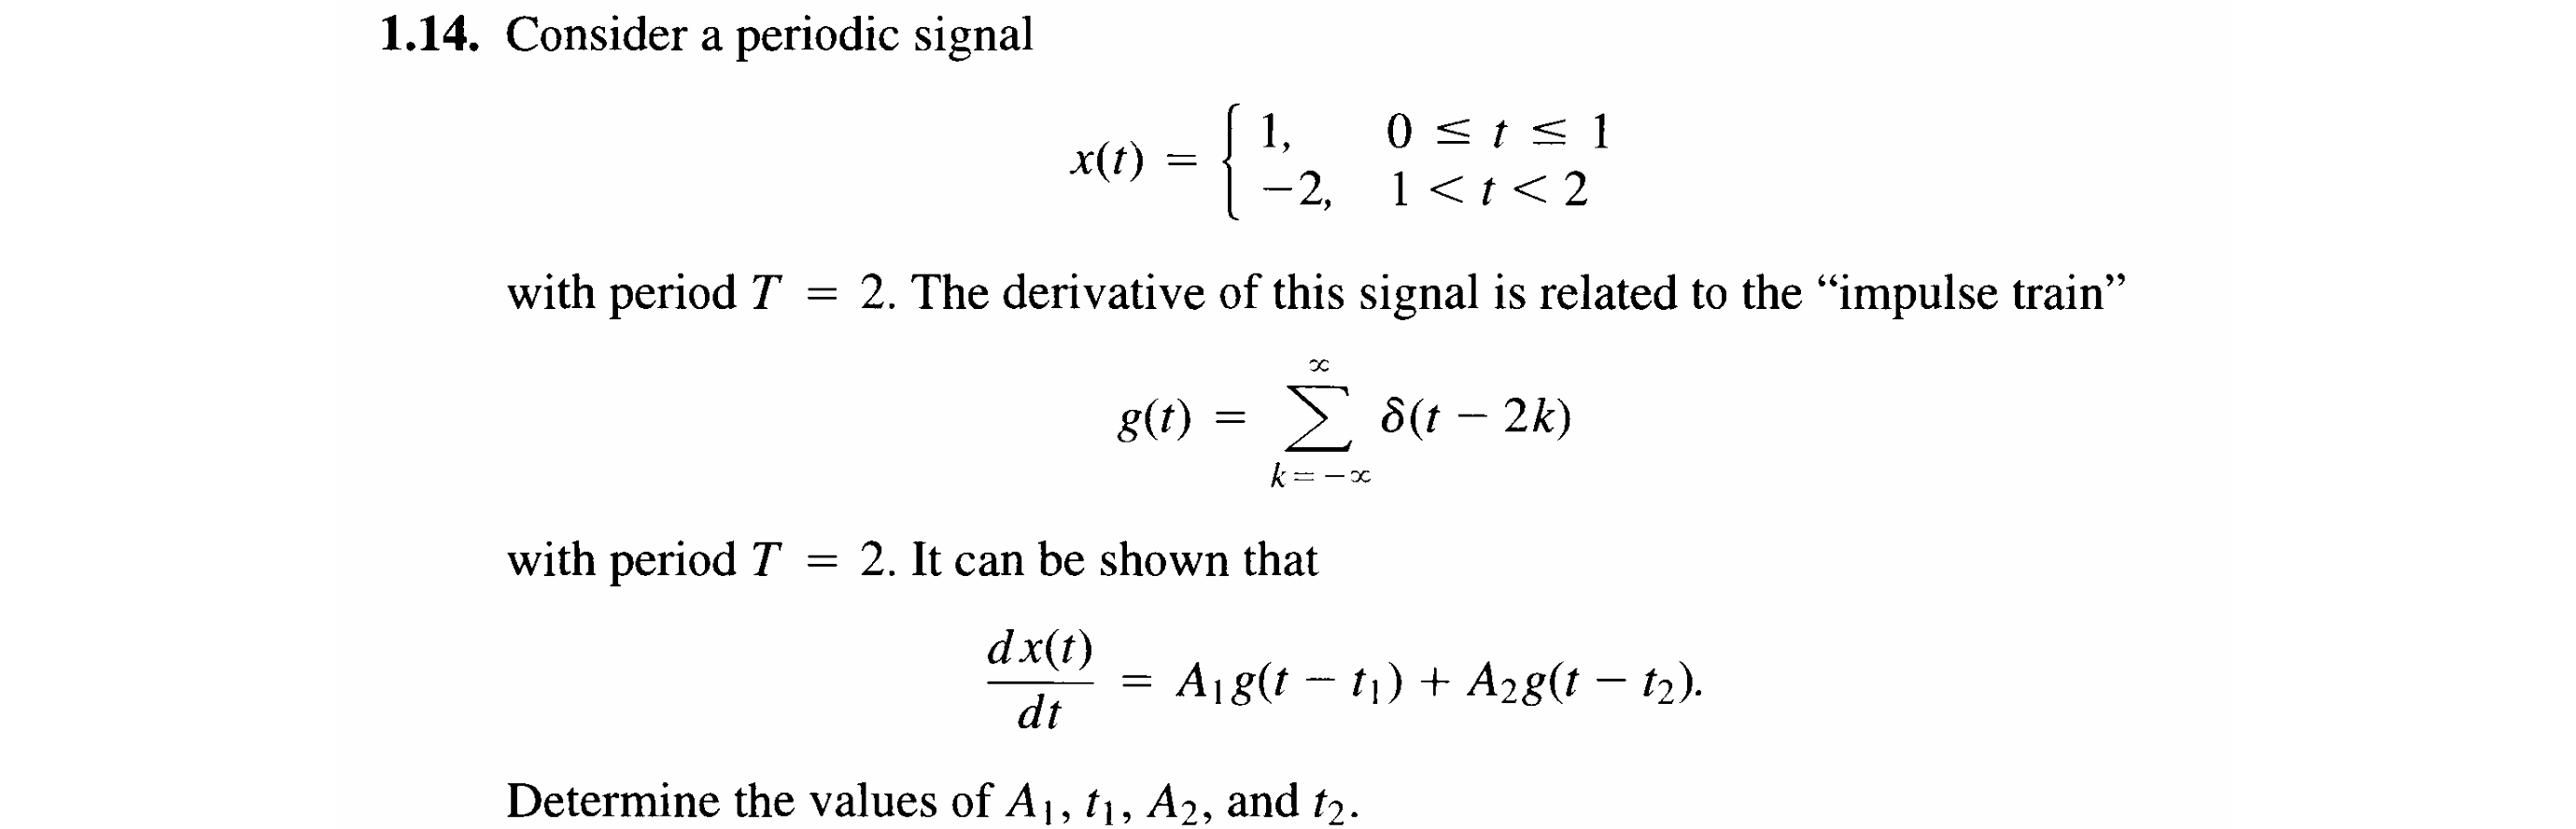 1.14. Consider a periodic signal
x(t) = { 1, 0 ≦ t ≦ 1
−2, 1 < t < 2
with period T = 2. The derivative of this signal is related to the “impulse train”
g(t) = ∑_{k=−∞}^{∞} δ(t − 2k)
with period T = 2. It can be shown that
dx(t)/dt = A₁g(t − t₁) + A₂g(t − t₂).
Determine the values of A₁, t₁, A₂, and t₂.